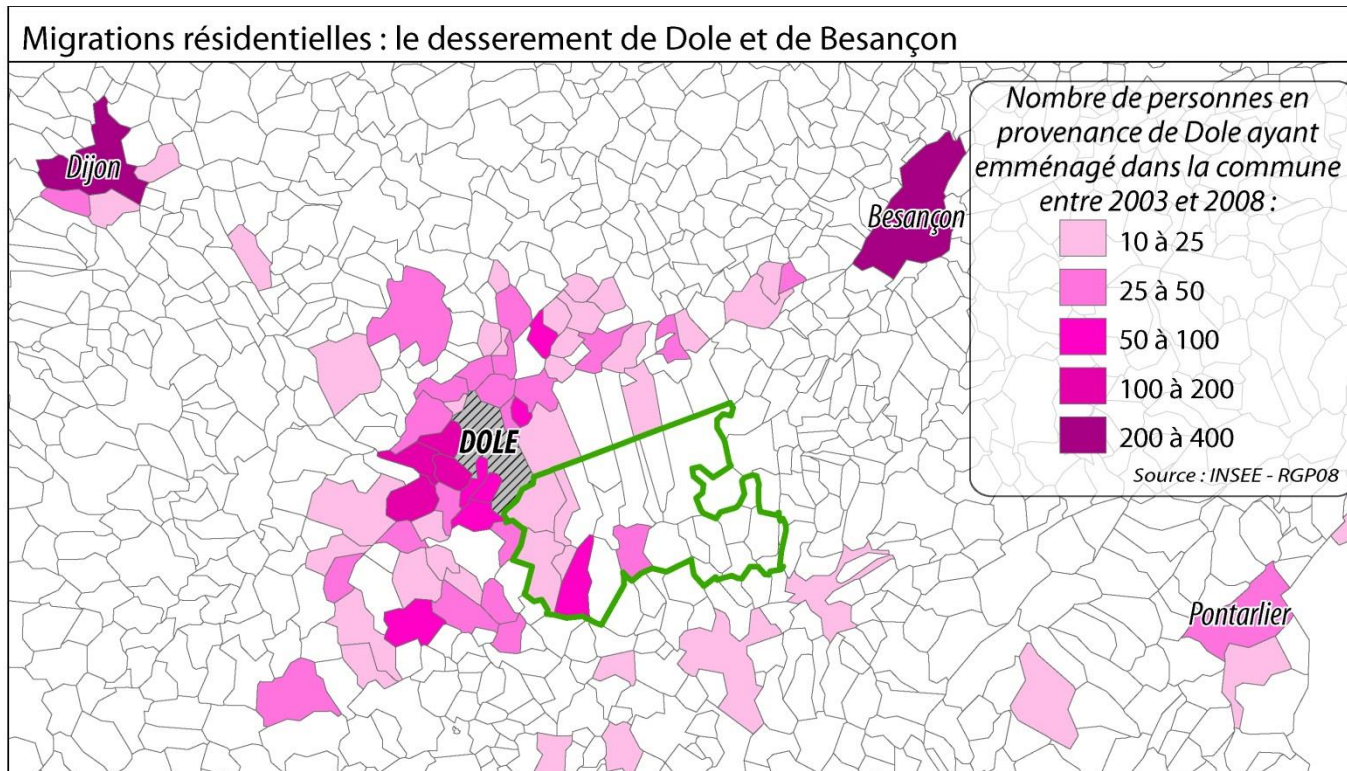 Migrations résidentielles : le desserement de Dole et de Besançon
Nombre de personnes en
provenance de Dole ayant
emménagé dans la commune
entre 2003 et 2008 :
10 à 25
25 à 50
50 à 100
100 à 200
200 à 400
Source : INSEE - RGP08
Dijon
Besançon
DOLE
Pontarlier